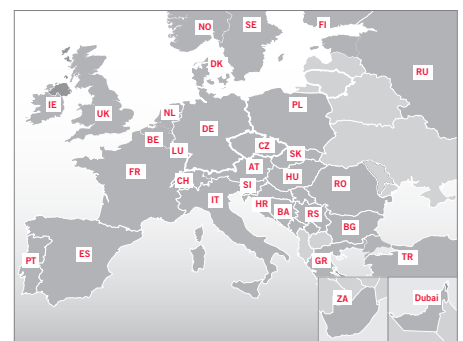 NO
SE
FI
DK
RU
IE
UK
NL
PL
BE
DE
LU
CZ
SK
FR
CH
AT
HU
SI
RO
IT
HR
BA
RS
BG
PT
ES
GR
TR
ZA
Dubai